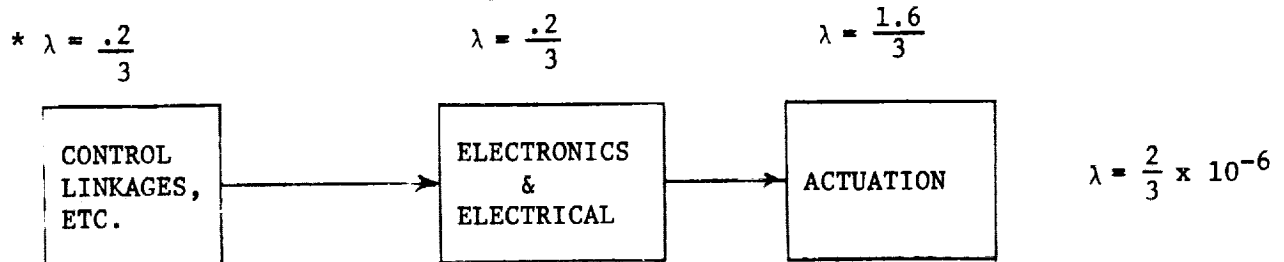 * λ = .2/3
λ = .2/3
λ = 1.6/3
CONTROL
LINKAGES,
ETC.
ELECTRONICS
&
ELECTRICAL
ACTUATION
λ = 2/3 x 10⁻⁶